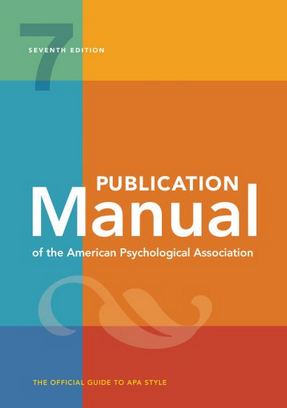 7
SEVENTH EDITION
PUBLICATION
Manual
of the American Psychological Association
THE OFFICIAL GUIDE TO APA STYLE